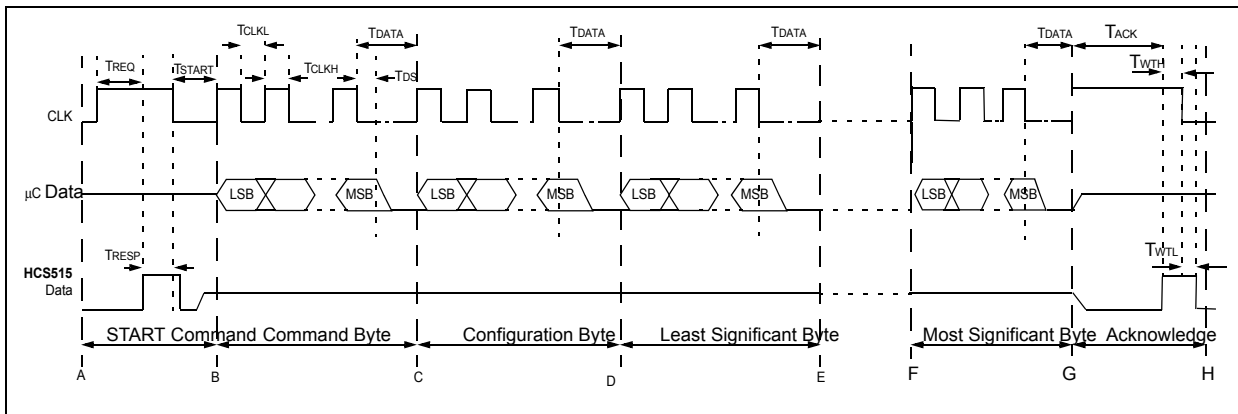 TCLKL
TDATA
TDATA
TDATA
TDATA
TACK
TREQ
TSTART
TCLKH
TDS
TWTH
CLK
µC Data
LSB
MSB
LSB
MSB
LSB
MSB
LSB
MSB
TRESP
TWTL
HCS515
Data
START Command Command Byte Configuration Byte Least Significant Byte Most Significant Byte Acknowledge
A B C D E F G H